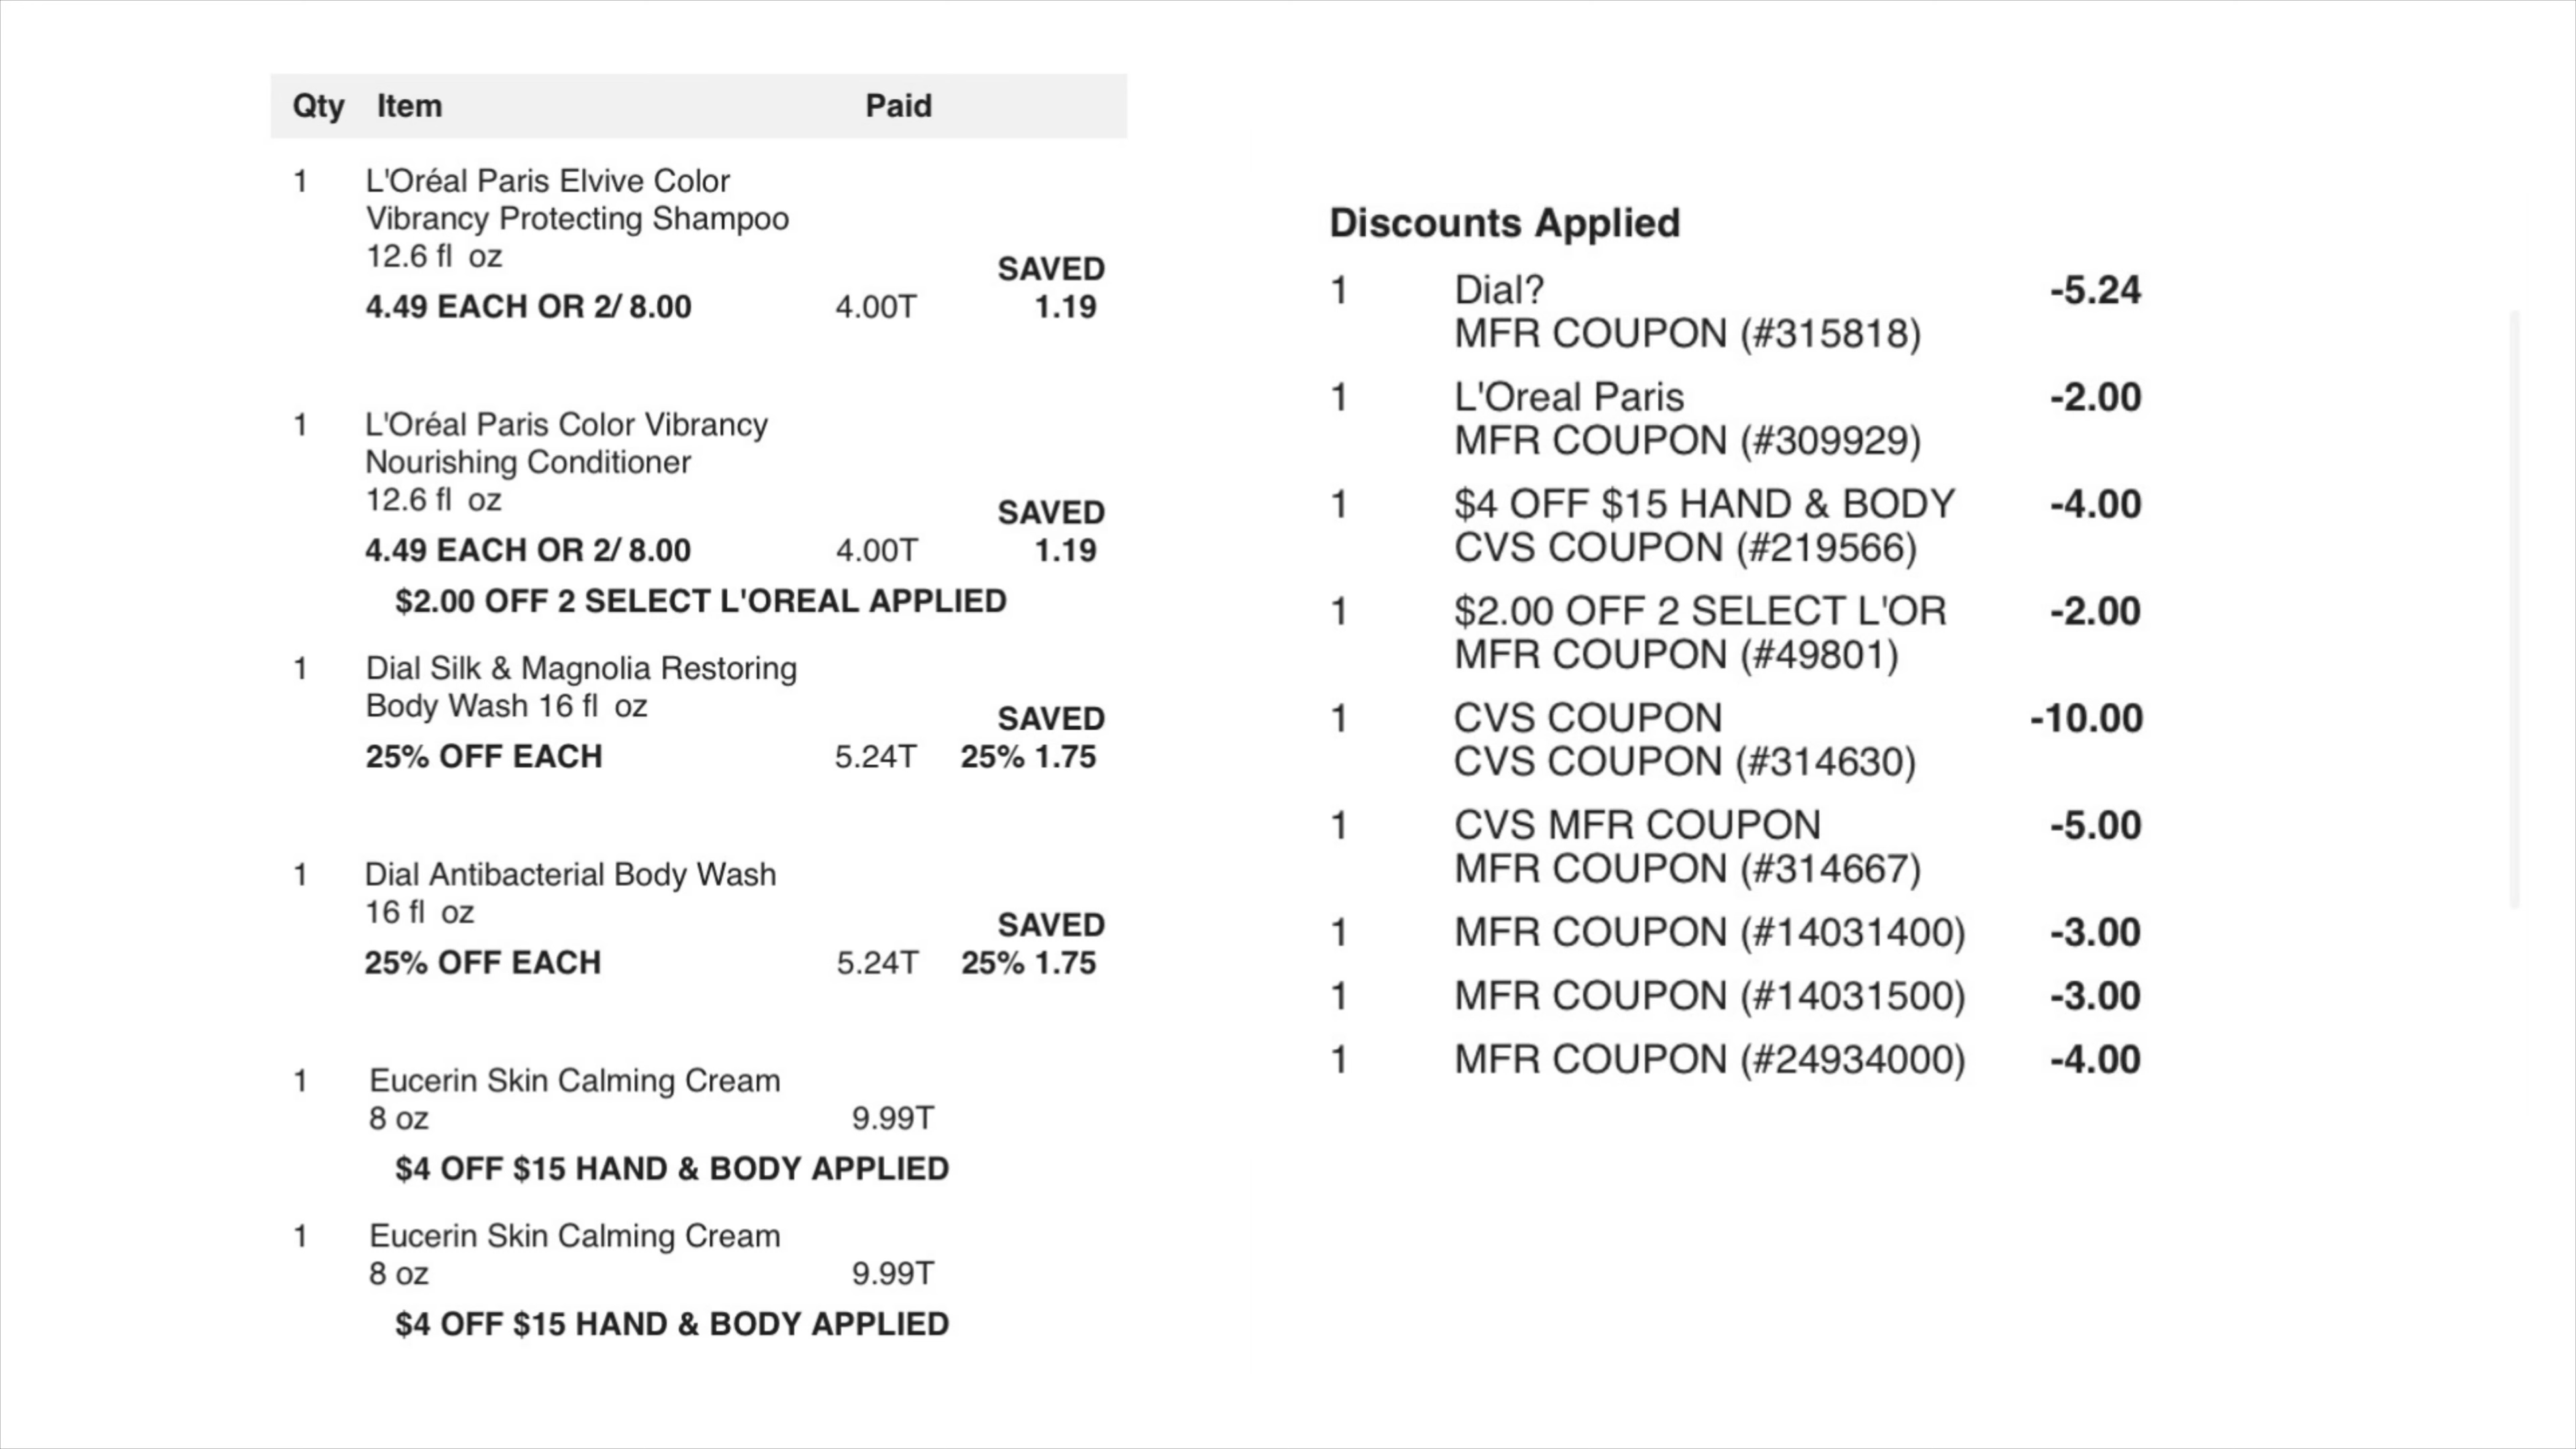 Qty Item Paid
1 L'Oréal Paris Elvive Color
Vibrancy Protecting Shampoo
12.6 fl oz
SAVED
4.49 EACH OR 2/ 8.00 4.00T 1.19
1 L'Oréal Paris Color Vibrancy
Nourishing Conditioner
12.6 fl oz
SAVED
4.49 EACH OR 2/ 8.00 4.00T 1.19
$2.00 OFF 2 SELECT L'OREAL APPLIED
1 Dial Silk & Magnolia Restoring
Body Wash 16 fl oz
SAVED
25% OFF EACH 5.24T 25% 1.75
1 Dial Antibacterial Body Wash
16 fl oz
SAVED
25% OFF EACH 5.24T 25% 1.75
1 Eucerin Skin Calming Cream
8 oz 9.99T
$4 OFF $15 HAND & BODY APPLIED
1 Eucerin Skin Calming Cream
8 oz 9.99T
$4 OFF $15 HAND & BODY APPLIED
Discounts Applied
1 Dial? -5.24
MFR COUPON (#315818)
1 L'Oreal Paris -2.00
MFR COUPON (#309929)
1 $4 OFF $15 HAND & BODY -4.00
CVS COUPON (#219566)
1 $2.00 OFF 2 SELECT L'OR -2.00
MFR COUPON (#49801)
1 CVS COUPON -10.00
CVS COUPON (#314630)
1 CVS MFR COUPON -5.00
MFR COUPON (#314667)
1 MFR COUPON (#14031400) -3.00
1 MFR COUPON (#14031500) -3.00
1 MFR COUPON (#24934000) -4.00